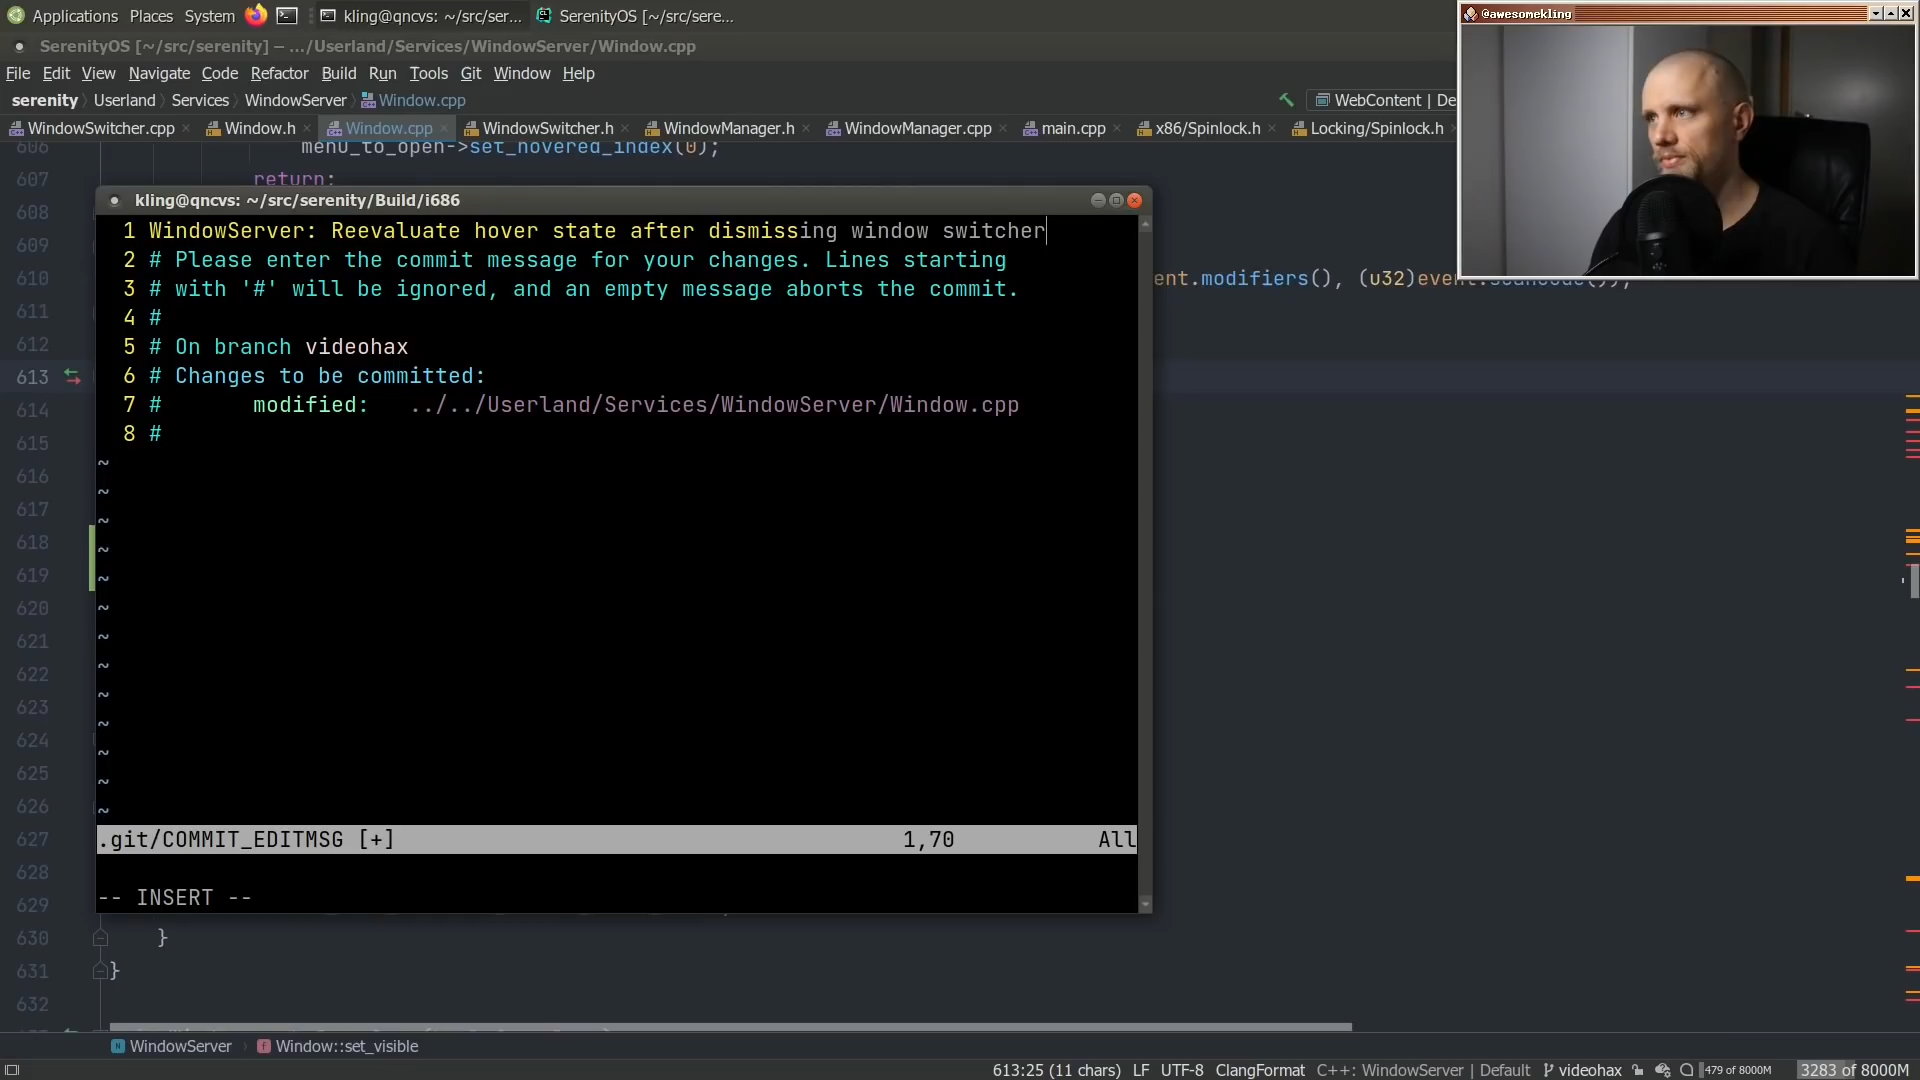 Applications Places System kling@qncvs: ~/src/ser... SerenityOS [~/src/sere...
@awesomekling
SerenityOS [~/src/serenity] – .../Userland/Services/WindowServer/Window.cpp
File Edit View Navigate Code Refactor Build Run Tools Git Window Help
serenity Userland Services WindowServer Window.cpp WebContent | De
WindowSwitcher.cpp Window.h Window.cpp WindowSwitcher.h WindowManager.h WindowManager.cpp main.cpp x86/Spinlock.h Locking/Spinlock.h
606 menu_to_open->set_hovered_index(0);
607 return;
608
609
610 ent.modifiers(), (u32)event.scancode());
611
612
613
614
615
616
617
618
619
620
621
622
623
624
625
626
627
628
629
630 }
631 }
632
kling@qncvs: ~/src/serenity/Build/i686
1 WindowServer: Reevaluate hover state after dismissing window switcher
2 # Please enter the commit message for your changes. Lines starting
3 # with '#' will be ignored, and an empty message aborts the commit.
4 #
5 # On branch videohax
6 # Changes to be committed:
7 # modified: ../../Userland/Services/WindowServer/Window.cpp
8 #
~
~
~
~
~
~
~
~
~
~
~
~
~
.git/COMMIT_EDITMSG [+] 1,70 All
-- INSERT --
WindowServer Window::set_visible
613:25 (11 chars) LF UTF-8 ClangFormat C++: WindowServer | Default videohax 479 of 8000M 3283 of 8000M